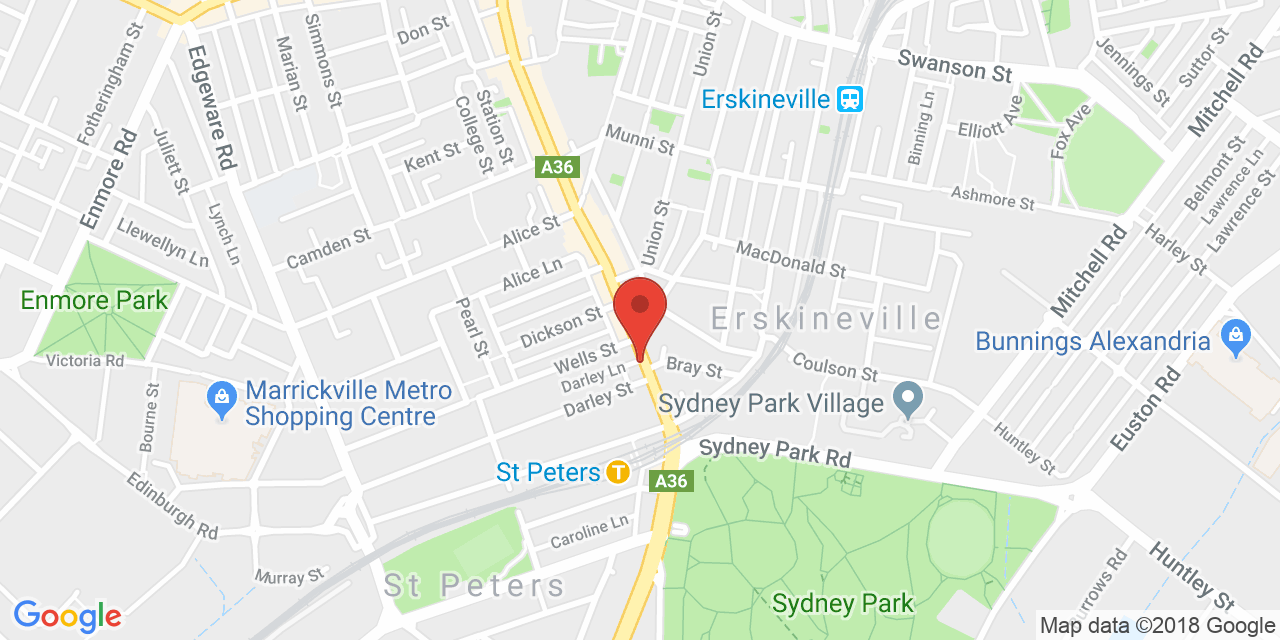 Don St
Union St
Swanson St
Jennings St
Suttor St
Mitchell Rd
Simmons St
Marian St
Fotheringham St
Edgeware Rd
Station St
College St
Erskineville
Binning Ln
Elliott Ave
Fox Ave
Munni St
Kent St
A36
Juliett St
Enmore Rd
Belmont St
Lawrence Ln
Lawrence St
Ashmore St
Lynch Ln
Llewellyn Ln
Camden St
Alice St
Union St
MacDonald St
Harley St
Mitchell Rd
Alice Ln
Enmore Park
Pearl St
Dickson St
Erskineville
Bunnings Alexandria
Victoria Rd
Wells St
Darley Ln
Bray St
Coulson St
Marrickville Metro
Shopping Centre
Darley St
Sydney Park Village
Euston Rd
Bourne St
Huntley St
Sydney Park Rd
St Peters
T
A36
Edinburgh Rd
Caroline Ln
Murray St
St Peters
Huntley St
Sydney Park
Google
Map data ©2018 Google